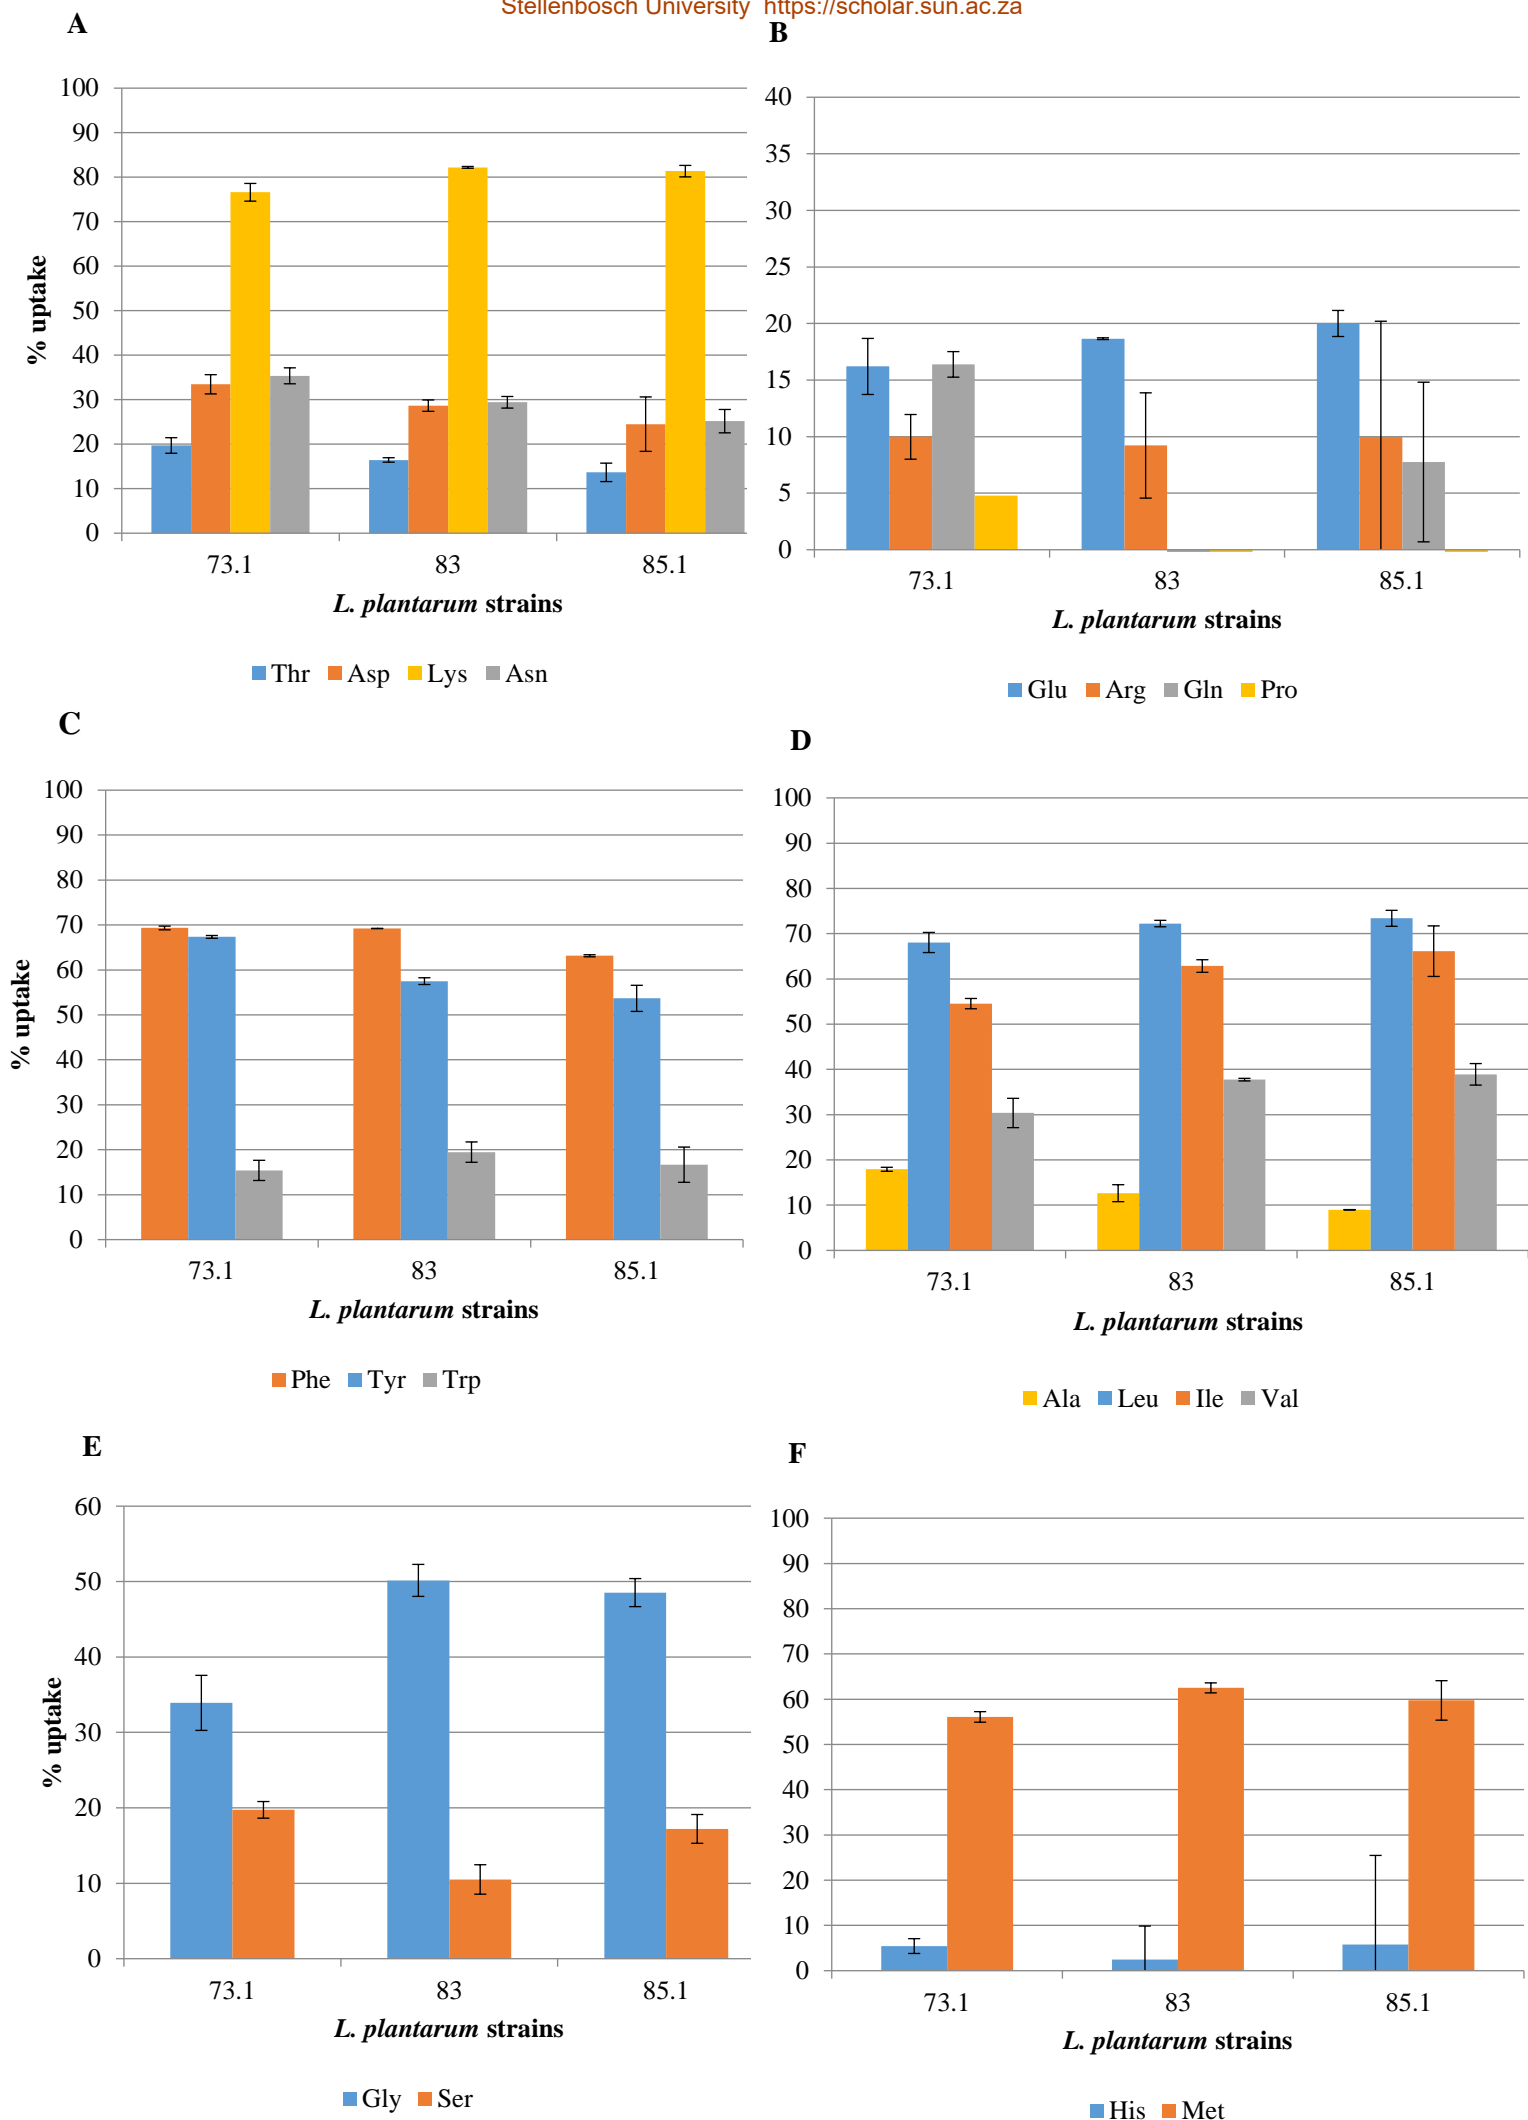 Stellenbosch University https://scholar.sun.ac.za
A
100
90
80
70
60
50
40
30
20
10
0
% uptake
73.1 83 85.1
L. plantarum strains
Thr Asp Lys Asn
B
40
35
30
25
20
15
10
5
0
73.1 83 85.1
L. plantarum strains
Glu Arg Gln Pro
C
100
90
80
70
60
50
40
30
20
10
0
% uptake
73.1 83 85.1
L. plantarum strains
Phe Tyr Trp
D
100
90
80
70
60
50
40
30
20
10
0
73.1 83 85.1
L. plantarum strains
Ala Leu Ile Val
E
60
50
40
30
20
10
0
% uptake
73.1 83 85.1
L. plantarum strains
Gly Ser
F
100
90
80
70
60
50
40
30
20
10
0
73.1 83 85.1
L. plantarum strains
His Met